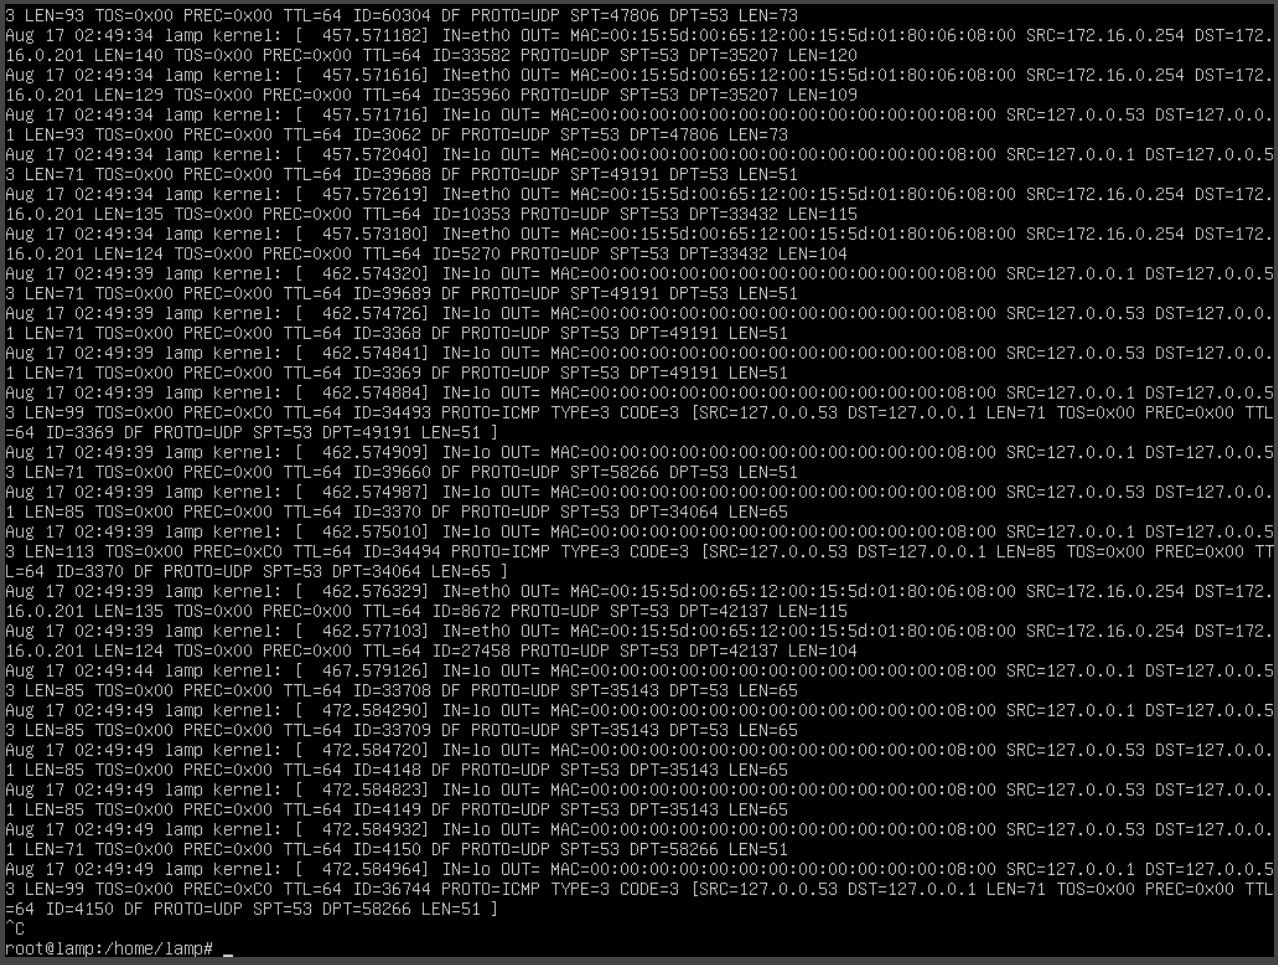 3 LEN=93 TOS=0x00 PREC=0x00 TTL=64 ID=60304 DF PROTO=UDP SPT=47806 DPT=53 LEN=73
Aug 17 02:49:34 lamp kernel: [  457.571182] IN=eth0 OUT= MAC=00:15:5d:00:65:12:00:15:5d:01:80:06:08:00 SRC=172.16.0.254 DST=172.
16.0.201 LEN=140 TOS=0x00 PREC=0x00 TTL=64 ID=33582 PROTO=UDP SPT=53 DPT=35207 LEN=120
Aug 17 02:49:34 lamp kernel: [  457.571616] IN=eth0 OUT= MAC=00:15:5d:00:65:12:00:15:5d:01:80:06:08:00 SRC=172.16.0.254 DST=172.
16.0.201 LEN=129 TOS=0x00 PREC=0x00 TTL=64 ID=35960 PROTO=UDP SPT=53 DPT=35207 LEN=109
Aug 17 02:49:34 lamp kernel: [  457.571716] IN=lo OUT= MAC=00:00:00:00:00:00:00:00:00:00:00:00:08:00 SRC=127.0.0.53 DST=127.0.0.
1 LEN=93 TOS=0x00 PREC=0x00 TTL=64 ID=3062 DF PROTO=UDP SPT=53 DPT=47806 LEN=73
Aug 17 02:49:34 lamp kernel: [  457.572040] IN=lo OUT= MAC=00:00:00:00:00:00:00:00:00:00:00:00:08:00 SRC=127.0.0.1 DST=127.0.0.5
3 LEN=71 TOS=0x00 PREC=0x00 TTL=64 ID=39688 DF PROTO=UDP SPT=49191 DPT=53 LEN=51
Aug 17 02:49:34 lamp kernel: [  457.572619] IN=eth0 OUT= MAC=00:15:5d:00:65:12:00:15:5d:01:80:06:08:00 SRC=172.16.0.254 DST=172.
16.0.201 LEN=135 TOS=0x00 PREC=0x00 TTL=64 ID=10353 PROTO=UDP SPT=53 DPT=33432 LEN=115
Aug 17 02:49:34 lamp kernel: [  457.573180] IN=eth0 OUT= MAC=00:15:5d:00:65:12:00:15:5d:01:80:06:08:00 SRC=172.16.0.254 DST=172.
16.0.201 LEN=124 TOS=0x00 PREC=0x00 TTL=64 ID=5270 PROTO=UDP SPT=53 DPT=33432 LEN=104
Aug 17 02:49:39 lamp kernel: [  462.574320] IN=lo OUT= MAC=00:00:00:00:00:00:00:00:00:00:00:00:08:00 SRC=127.0.0.1 DST=127.0.0.5
3 LEN=71 TOS=0x00 PREC=0x00 TTL=64 ID=39689 DF PROTO=UDP SPT=49191 DPT=53 LEN=51
Aug 17 02:49:39 lamp kernel: [  462.574726] IN=lo OUT= MAC=00:00:00:00:00:00:00:00:00:00:00:00:08:00 SRC=127.0.0.53 DST=127.0.0.
1 LEN=71 TOS=0x00 PREC=0x00 TTL=64 ID=3368 DF PROTO=UDP SPT=53 DPT=49191 LEN=51
Aug 17 02:49:39 lamp kernel: [  462.574841] IN=lo OUT= MAC=00:00:00:00:00:00:00:00:00:00:00:00:08:00 SRC=127.0.0.53 DST=127.0.0.
1 LEN=71 TOS=0x00 PREC=0x00 TTL=64 ID=3369 DF PROTO=UDP SPT=53 DPT=49191 LEN=51
Aug 17 02:49:39 lamp kernel: [  462.574884] IN=lo OUT= MAC=00:00:00:00:00:00:00:00:00:00:00:00:08:00 SRC=127.0.0.1 DST=127.0.0.5
3 LEN=99 TOS=0x00 PREC=0xC0 TTL=64 ID=34493 PROTO=ICMP TYPE=3 CODE=3 [SRC=127.0.0.53 DST=127.0.0.1 LEN=71 TOS=0x00 PREC=0x00 TTL
=64 ID=3369 DF PROTO=UDP SPT=53 DPT=49191 LEN=51 ]
Aug 17 02:49:39 lamp kernel: [  462.574909] IN=lo OUT= MAC=00:00:00:00:00:00:00:00:00:00:00:00:08:00 SRC=127.0.0.1 DST=127.0.0.5
3 LEN=71 TOS=0x00 PREC=0x00 TTL=64 ID=39660 DF PROTO=UDP SPT=58266 DPT=53 LEN=51
Aug 17 02:49:39 lamp kernel: [  462.574987] IN=lo OUT= MAC=00:00:00:00:00:00:00:00:00:00:00:00:08:00 SRC=127.0.0.53 DST=127.0.0.
1 LEN=85 TOS=0x00 PREC=0x00 TTL=64 ID=3370 DF PROTO=UDP SPT=53 DPT=34064 LEN=65
Aug 17 02:49:39 lamp kernel: [  462.575010] IN=lo OUT= MAC=00:00:00:00:00:00:00:00:00:00:00:00:08:00 SRC=127.0.0.1 DST=127.0.0.5
3 LEN=113 TOS=0x00 PREC=0xC0 TTL=64 ID=34494 PROTO=ICMP TYPE=3 CODE=3 [SRC=127.0.0.53 DST=127.0.0.1 LEN=85 TOS=0x00 PREC=0x00 TT
L=64 ID=3370 DF PROTO=UDP SPT=53 DPT=34064 LEN=65 ]
Aug 17 02:49:39 lamp kernel: [  462.576329] IN=eth0 OUT= MAC=00:15:5d:00:65:12:00:15:5d:01:80:06:08:00 SRC=172.16.0.254 DST=172.
16.0.201 LEN=135 TOS=0x00 PREC=0x00 TTL=64 ID=8672 PROTO=UDP SPT=53 DPT=42137 LEN=115
Aug 17 02:49:39 lamp kernel: [  462.577103] IN=eth0 OUT= MAC=00:15:5d:00:65:12:00:15:5d:01:80:06:08:00 SRC=172.16.0.254 DST=172.
16.0.201 LEN=124 TOS=0x00 PREC=0x00 TTL=64 ID=27458 PROTO=UDP SPT=53 DPT=42137 LEN=104
Aug 17 02:49:44 lamp kernel: [  467.579126] IN=lo OUT= MAC=00:00:00:00:00:00:00:00:00:00:00:00:08:00 SRC=127.0.0.1 DST=127.0.0.5
3 LEN=85 TOS=0x00 PREC=0x00 TTL=64 ID=33708 DF PROTO=UDP SPT=35143 DPT=53 LEN=65
Aug 17 02:49:49 lamp kernel: [  472.584290] IN=lo OUT= MAC=00:00:00:00:00:00:00:00:00:00:00:00:08:00 SRC=127.0.0.1 DST=127.0.0.5
3 LEN=85 TOS=0x00 PREC=0x00 TTL=64 ID=33709 DF PROTO=UDP SPT=35143 DPT=53 LEN=65
Aug 17 02:49:49 lamp kernel: [  472.584720] IN=lo OUT= MAC=00:00:00:00:00:00:00:00:00:00:00:00:08:00 SRC=127.0.0.53 DST=127.0.0.
1 LEN=85 TOS=0x00 PREC=0x00 TTL=64 ID=4148 DF PROTO=UDP SPT=53 DPT=35143 LEN=65
Aug 17 02:49:49 lamp kernel: [  472.584823] IN=lo OUT= MAC=00:00:00:00:00:00:00:00:00:00:00:00:08:00 SRC=127.0.0.53 DST=127.0.0.
1 LEN=85 TOS=0x00 PREC=0x00 TTL=64 ID=4149 DF PROTO=UDP SPT=53 DPT=35143 LEN=65
Aug 17 02:49:49 lamp kernel: [  472.584932] IN=lo OUT= MAC=00:00:00:00:00:00:00:00:00:00:00:00:08:00 SRC=127.0.0.53 DST=127.0.0.
1 LEN=71 TOS=0x00 PREC=0x00 TTL=64 ID=4150 DF PROTO=UDP SPT=53 DPT=58266 LEN=51
Aug 17 02:49:49 lamp kernel: [  472.584964] IN=lo OUT= MAC=00:00:00:00:00:00:00:00:00:00:00:00:08:00 SRC=127.0.0.1 DST=127.0.0.5
3 LEN=99 TOS=0x00 PREC=0xC0 TTL=64 ID=36744 PROTO=ICMP TYPE=3 CODE=3 [SRC=127.0.0.53 DST=127.0.0.1 LEN=71 TOS=0x00 PREC=0x00 TTL
=64 ID=4150 DF PROTO=UDP SPT=53 DPT=58266 LEN=51 ]
^C
root@lamp:/home/lamp# _